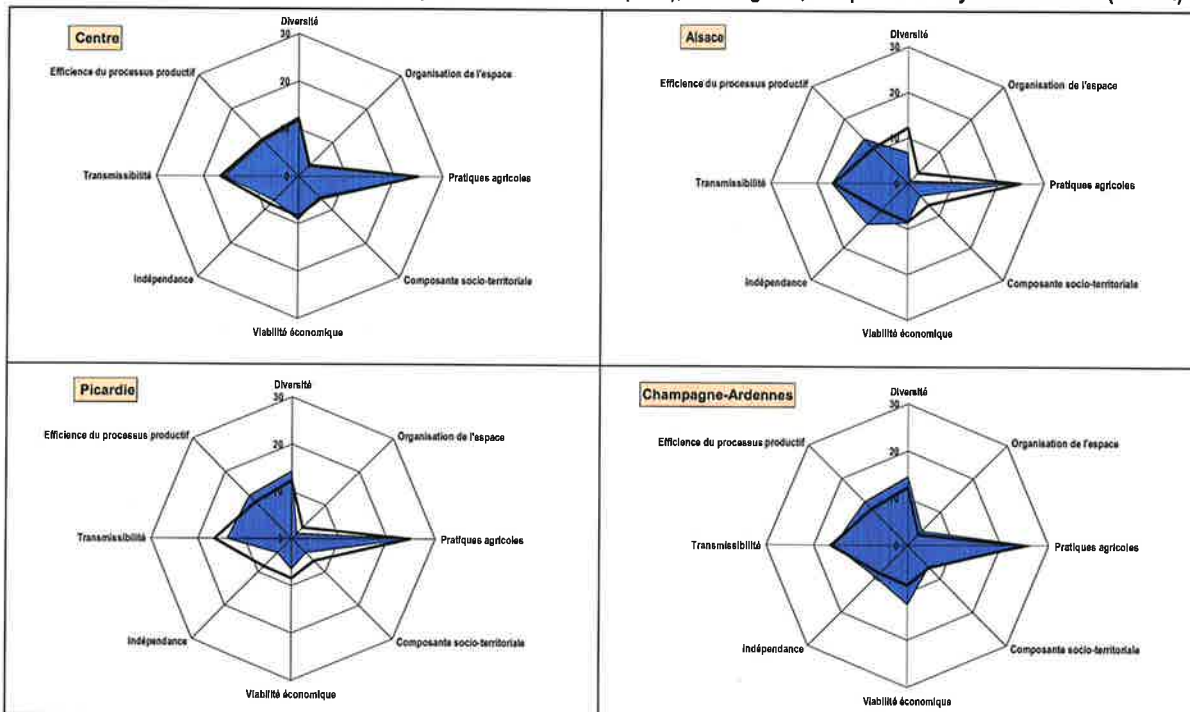 Centre
Diversité
30
Efficience du processus productif
Organisation de l'espace
20
10
Transmissibilité
0
Pratiques agricoles
Indépendance
Composante socio-territoriale
Viabilité économique
Alsace
Diversité
30
Efficience du processus productif
Organisation de l'espace
20
10
Transmissibilité
0
Pratiques agricoles
Indépendance
Composante socio-territoriale
Viabilité économique
Picardie
Diversité
30
Efficience du processus productif
Organisation de l'espace
20
10
Transmissibilité
0
Pratiques agricoles
Indépendance
Composante socio-territoriale
Viabilité économique
Champagne-Ardennes
Diversité
30
Efficience du processus productif
Organisation de l'espace
20
10
Transmissibilité
0
Pratiques agricoles
Indépendance
Composante socio-territoriale
Viabilité économique